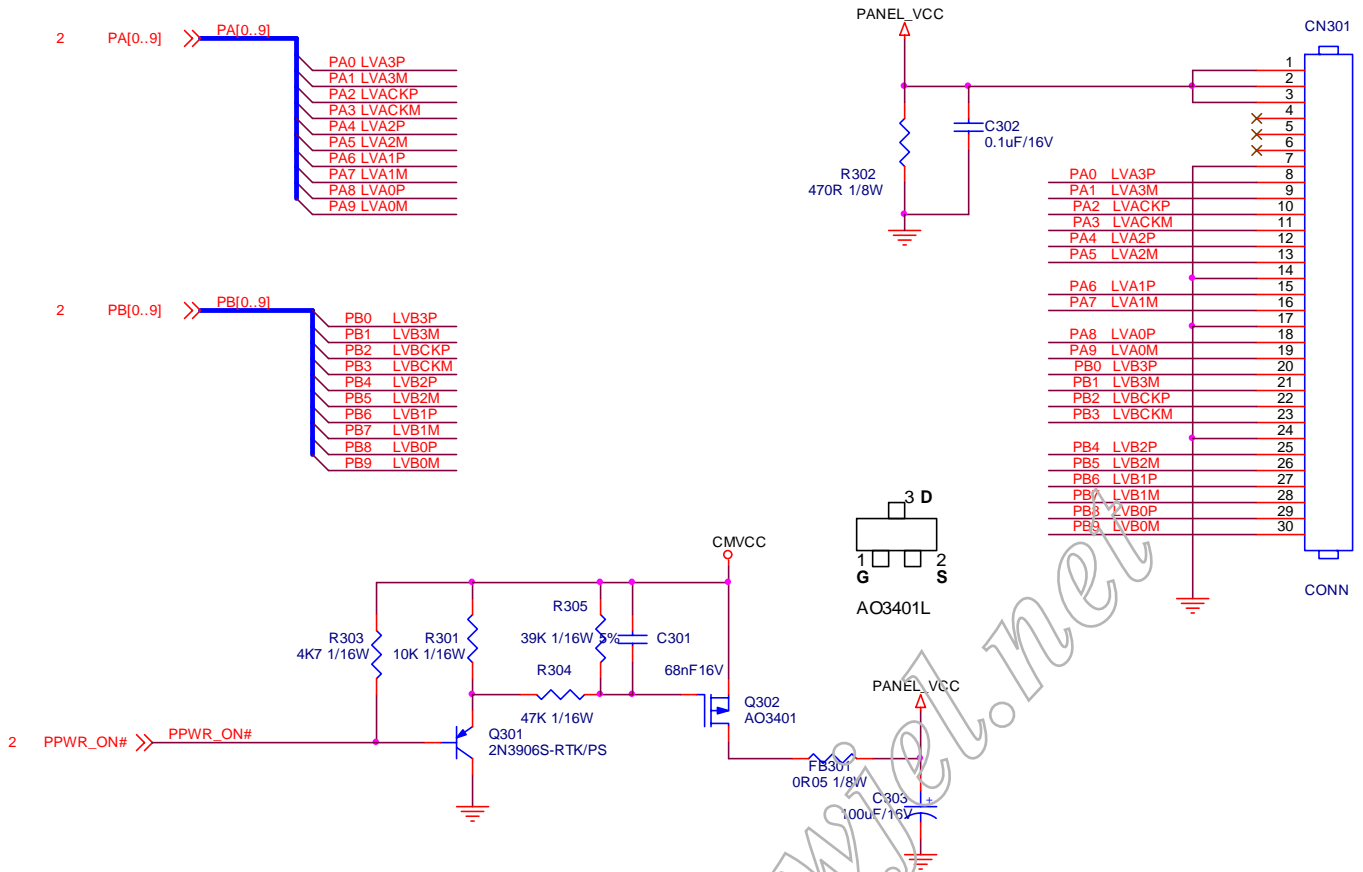 2 PA[0..9] PA[0..9]
PA0 LVA3P
PA1 LVA3M
PA2 LVACKP
PA3 LVACKM
PA4 LVA2P
PA5 LVA2M
PA6 LVA1P
PA7 LVA1M
PA8 LVA0P
PA9 LVA0M
2 PB[0..9] PB[0..9]
PB0 LVB3P
PB1 LVB3M
PB2 LVBCKP
PB3 LVBCKM
PB4 LVB2P
PB5 LVB2M
PB6 LVB1P
PB7 LVB1M
PB8 LVB0P
PB9 LVB0M
PANEL_VCC
C302
0.1uF/16V
R302
470R 1/8W
CN301
1
2
3
4
5
6
7
PA0 LVA3P 8
PA1 LVA3M 9
PA2 LVACKP 10
PA3 LVACKM 11
PA4 LVA2P 12
PA5 LVA2M 13
14
PA6 LVA1P 15
PA7 LVA1M 16
17
PA8 LVA0P 18
PA9 LVA0M 19
PB0 LVB3P 20
PB1 LVB3M 21
PB2 LVBCKP 22
PB3 LVBCKM 23
24
PB4 LVB2P 25
PB5 LVB2M 26
PB6 LVB1P 27
PB7 LVB1M 28
PB8 LVB0P 29
PB9 LVB0M 30
CONN
3 D
1 2
G S
AO3401L
CMVCC
R303
4K7 1/16W
R301
10K 1/16W
R305
39K 1/16W 5%
C301
68nF16V
R304
47K 1/16W
Q302
AO3401
2 PPWR_ON# PPWR_ON#
Q301
2N3906S-RTK/PS
PANEL_VCC
FB301
0R05 1/8W
C303
+
100uF/16V
wjel.net